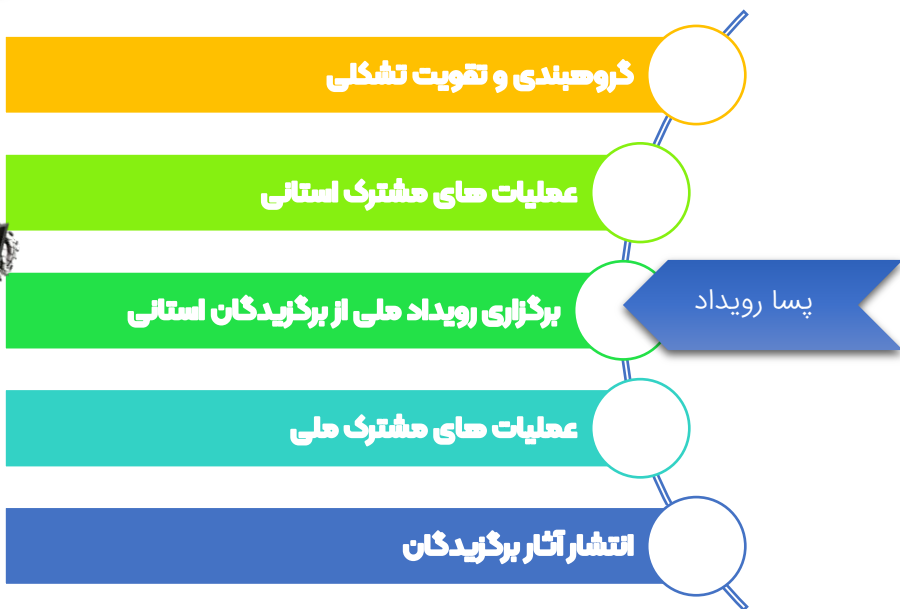 گروهبندی و تقویت تشکلی
عملیات های مشترک استانی
برگزاری رویداد ملی از برگزیدگان استانی
پسا رویداد
عملیات های مشترک ملی
انتشار آثار برگزیدگان